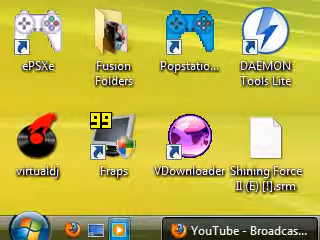 ePSXe
Fusion
Folders
Popstatio...
DAEMON
Tools Lite
99
virtualdj
Fraps
VDownloader
Shining Force
II (E) [!].srm
YouTube - Broadcas...